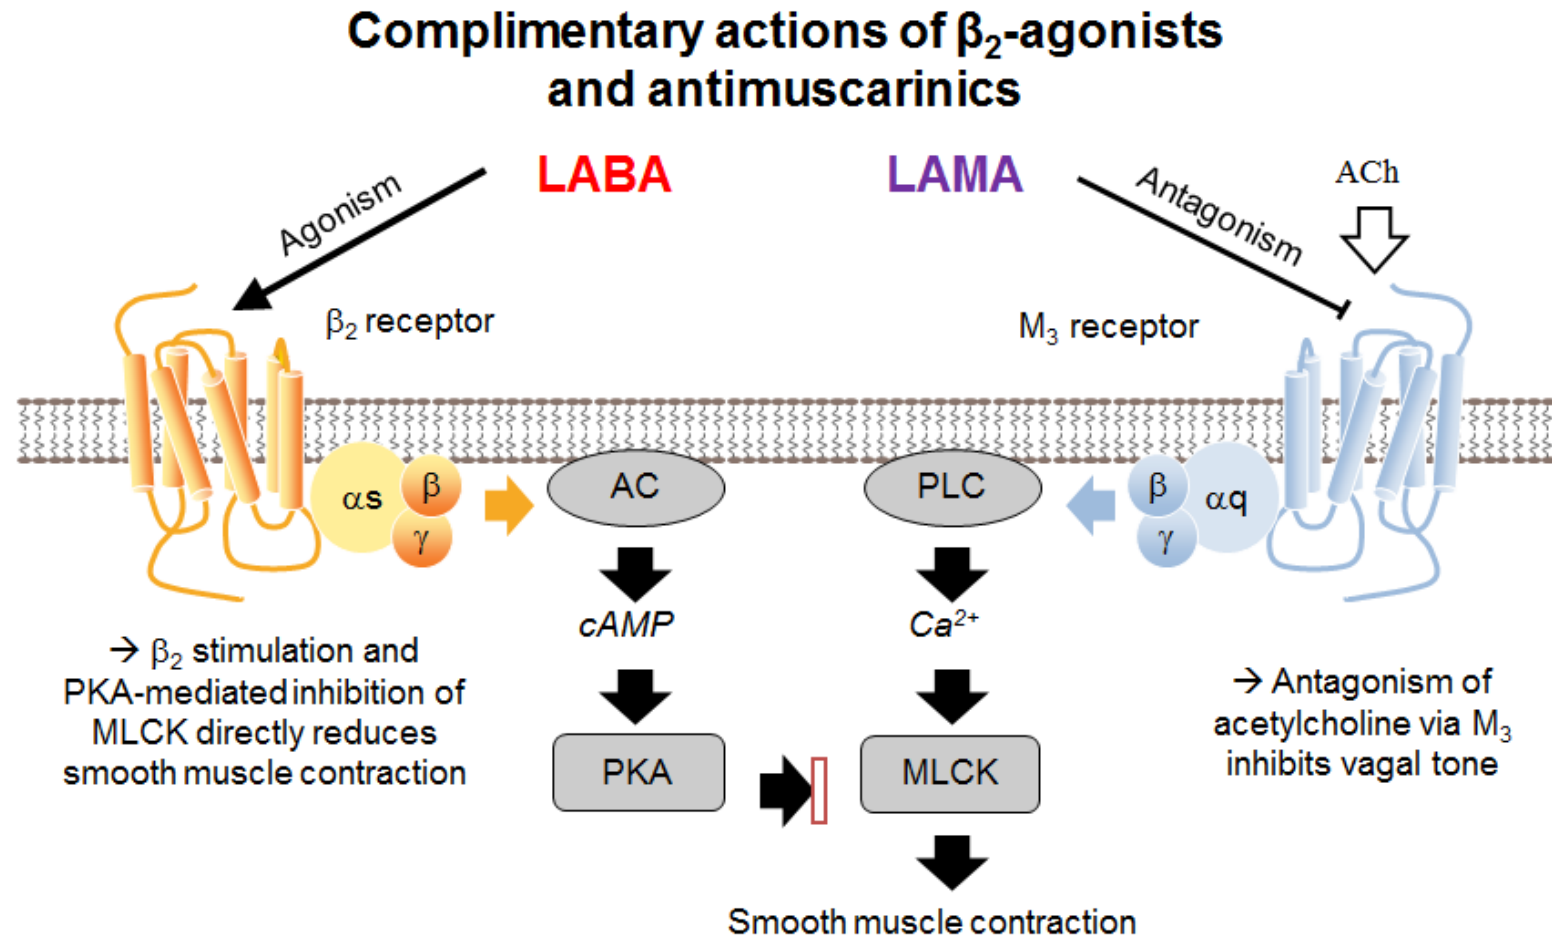 Complimentary actions of β₂-agonists
and antimuscarinics
LABA
LAMA
Agonism
Antagonism
ACh
β₂ receptor
M₃ receptor
αs
β
γ
AC
PLC
β
γ
αq
cAMP
Ca²⁺
→ β₂ stimulation and
PKA-mediated inhibition of
MLCK directly reduces
smooth muscle contraction
→ Antagonism of
acetylcholine via M₃
inhibits vagal tone
PKA
MLCK
Smooth muscle contraction